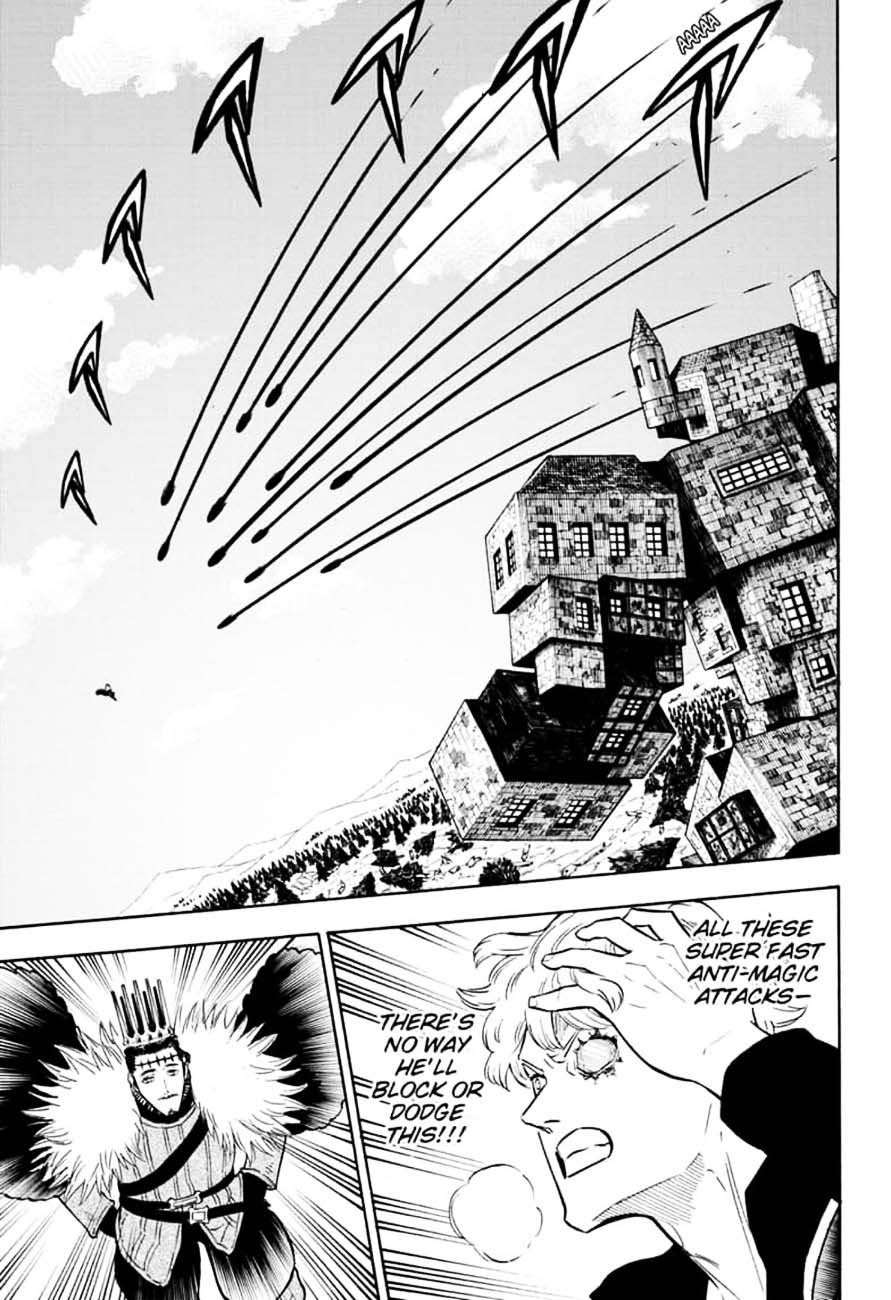 AAAAA
ALL THESE
SUPER FAST
ANTI-MAGIC
ATTACKS—
THERE'S
NO WAY
HE'LL
BLOCK OR
DODGE
THIS!!!